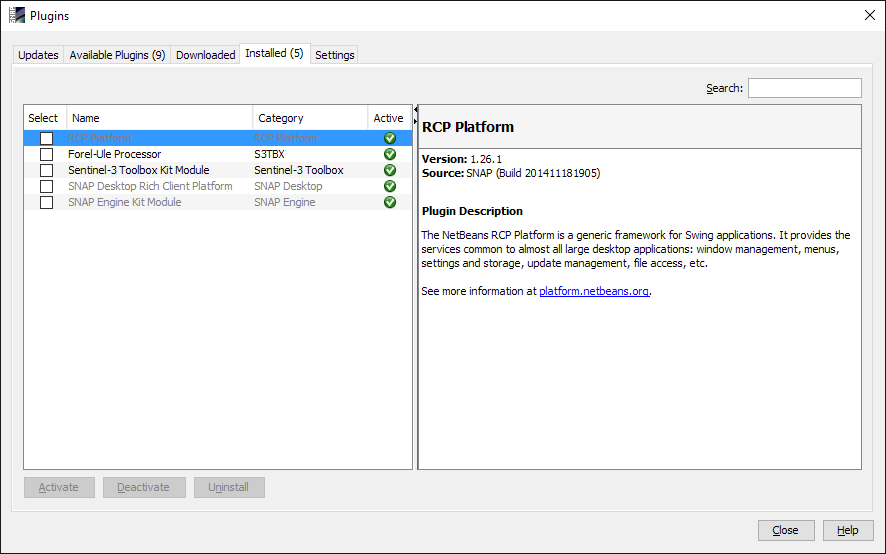 Plugins
Updates Available Plugins (9) Downloaded Installed (5) Settings
Search:
Select Name Category Active
RCP Platform RCP Platform
Forel-Ule Processor S3TBX
Sentinel-3 Toolbox Kit Module Sentinel-3 Toolbox
SNAP Desktop Rich Client Platform SNAP Desktop
SNAP Engine Kit Module SNAP Engine
RCP Platform
Version: 1.26.1
Source: SNAP (Build 201411181905)
Plugin Description
The NetBeans RCP Platform is a generic framework for Swing applications. It provides the
services common to almost all large desktop applications: window management, menus,
settings and storage, update management, file access, etc.
See more information at platform.netbeans.org.
Activate Deactivate Uninstall
Close Help